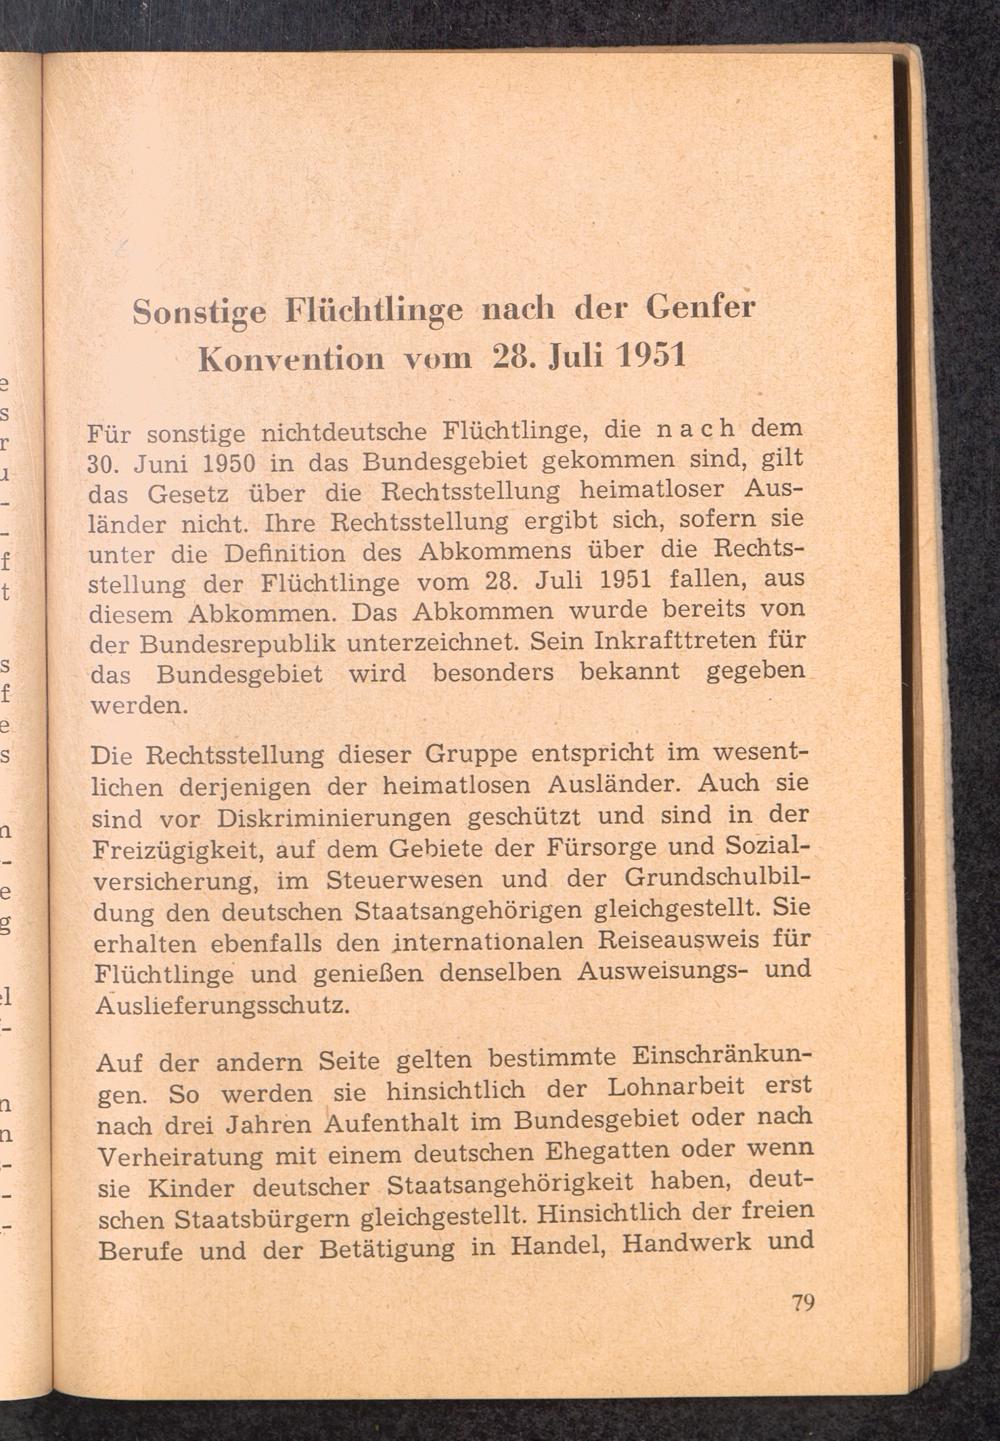 Sonstige Flüchtlinge nach der Genfer
Konvention vom 28. Juli 1951
Für sonstige nichtdeutsche Flüchtlinge, die n a c h dem
30. Juni 1950 in das Bundesgebiet gekommen sind, gilt
das Gesetz über die Rechtsstellung heimatloser Aus-
länder nicht. Ihre Rechtsstellung ergibt sich, sofern sie
unter die Definition des Abkommens über die Rechts-
stellung der Flüchtlinge vom 28. Juli 1951 fallen, aus
diesem Abkommen. Das Abkommen wurde bereits von
der Bundesrepublik unterzeichnet. Sein Inkrafttreten für
das Bundesgebiet wird besonders bekannt gegeben
werden.
Die Rechtsstellung dieser Gruppe entspricht im wesent-
lichen derjenigen der heimatlosen Ausländer. Auch sie
sind vor Diskriminierungen geschützt und sind in der
Freizügigkeit, auf dem Gebiete der Fürsorge und Sozial-
versicherung, im Steuerwesen und der Grundschulbil-
dung den deutschen Staatsangehörigen gleichgestellt. Sie
erhalten ebenfalls den internationalen Reiseausweis für
Flüchtlinge und genießen denselben Ausweisungs- und
Auslieferungsschutz.
Auf der andern Seite gelten bestimmte Einschränkun-
gen. So werden sie hinsichtlich der Lohnarbeit erst
nach drei Jahren Aufenthalt im Bundesgebiet oder nach
Verheiratung mit einem deutschen Ehegatten oder wenn
sie Kinder deutscher Staatsangehörigkeit haben, deut-
schen Staatsbürgern gleichgestellt. Hinsichtlich der freien
Berufe und der Betätigung in Handel, Handwerk und
79